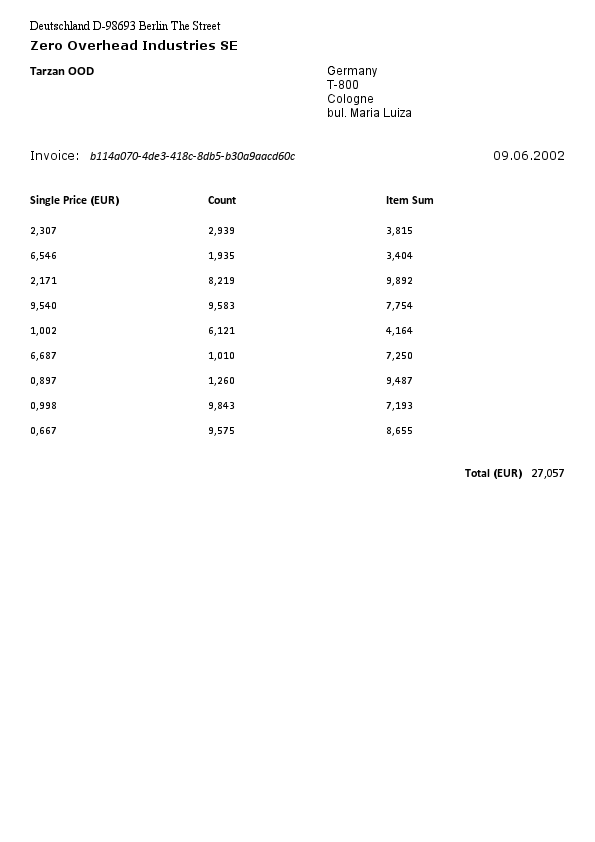 Deutschland D-98693 Berlin The Street
Zero Overhead Industries SE
Tarzan OOD
Germany
T-800
Cologne
bul. Maria Luiza
Invoice: b114a070-4de3-418c-8db5-b30a9aacd60c 09.06.2002
Single Price (EUR) Count Item Sum
2,307 2,939 3,815
6,546 1,935 3,404
2,171 8,219 9,892
9,540 9,583 7,754
1,002 6,121 4,164
6,687 1,010 7,250
0,897 1,260 9,487
0,998 9,843 7,193
0,667 9,575 8,655
Total (EUR) 27,057